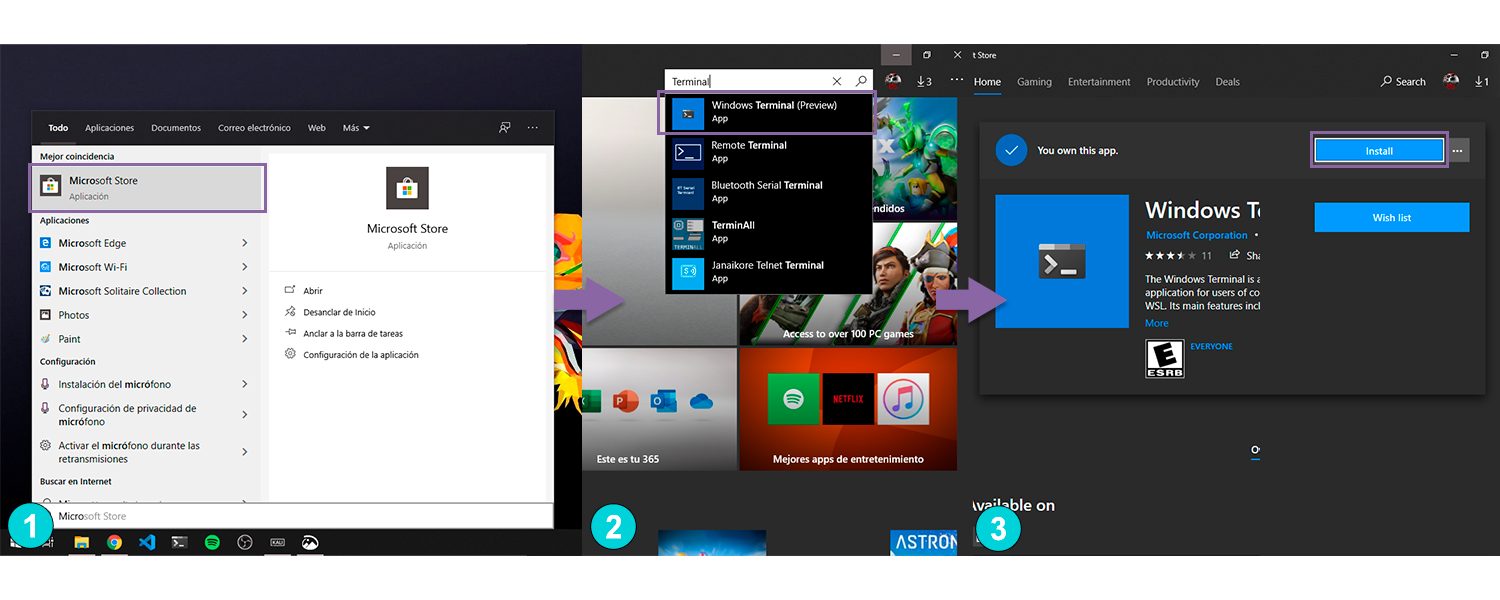 Todo Aplicaciones Documentos Correo electrónico Web Más
Mejor coincidencia
Microsoft Store
Aplicación
Aplicaciones
Microsoft Edge
Microsoft Wi-Fi
Microsoft Solitaire Collection
Photos
Paint
Configuración
Instalación del micrófono
Configuración de privacidad de
micrófono
Activar el micrófono durante las
retransmisiones
Buscar en Internet
Microsoft Store
Aplicación
Abrir
Desanclar de Inicio
Anclar a la barra de tareas
Configuración de la aplicación
Microsoft Store
1
KALI
Terminal
3
Windows Terminal (Preview)
App
Remote Terminal
App
Bluetooth Serial Terminal
App
BT Serial
Terminal
TerminAll
App
TERMINALL
Janaikore Telnet Terminal
App
endidos
Access to over 100 PC games
Este es tu 365
NETFLIX
Mejores apps de entretenimiento
ASTRON
2
t Store
Home Gaming Entertainment Productivity Deals
Search
1
You own this app.
Install
Wish list
Windows Te
Microsoft Corporation •
11 Sha
The Windows Terminal is a
application for users of co
WSL. Its main features incl
More
E
ESRB
EVERYONE
Available on
3